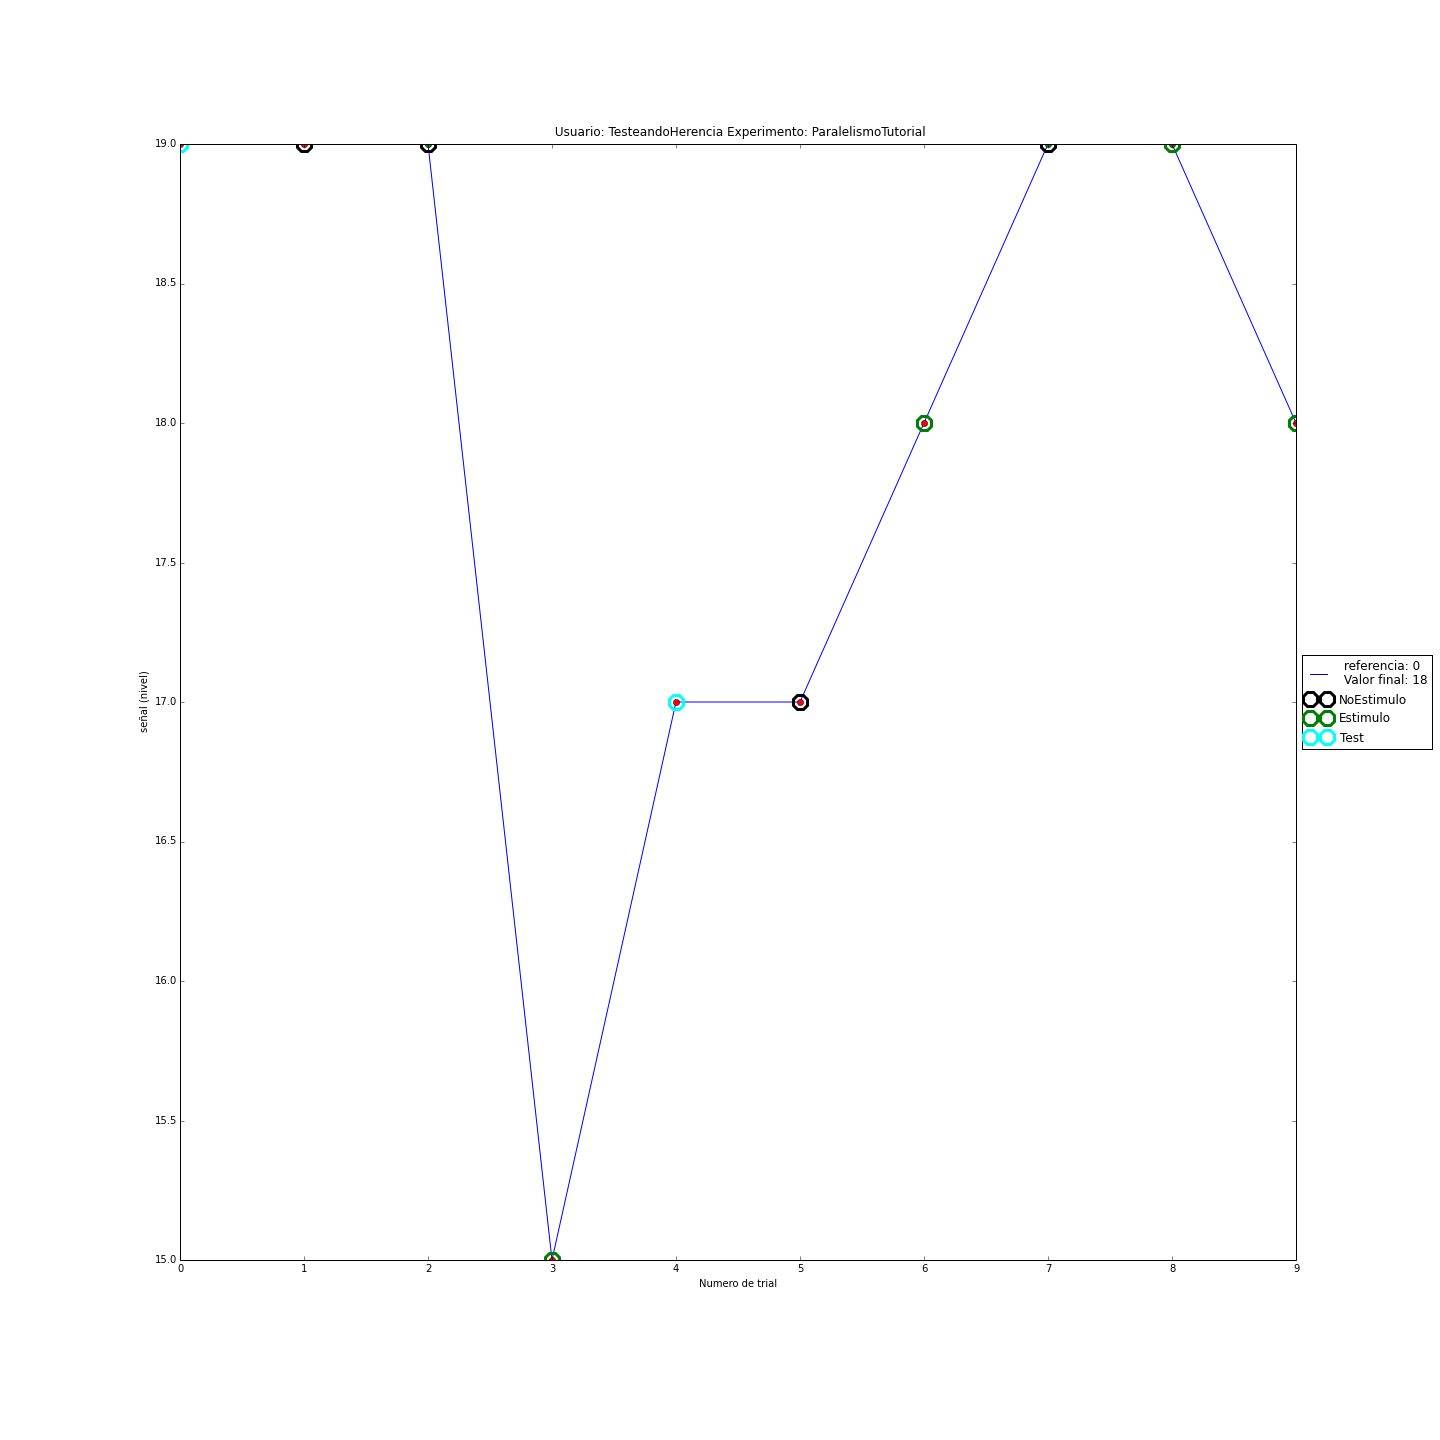 Usuario: TesteandoHerencia Experimento: ParalelismoTutorial
19.0
18.5
18.0
17.5
17.0
16.5
16.0
15.5
15.0
señal (nivel)
0 1 2 3 4 5 6 7 8 9
Numero de trial
referencia: 0
Valor final: 18
NoEstimulo
Estimulo
Test